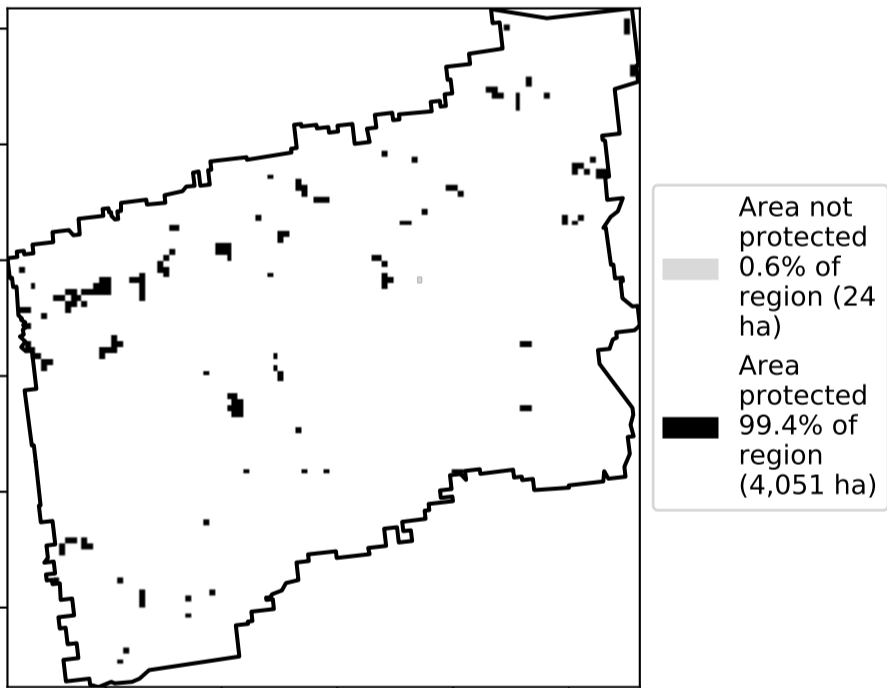 Area not
protected
0.6% of
region (24
ha)
Area
protected
99.4% of
region
(4,051 ha)